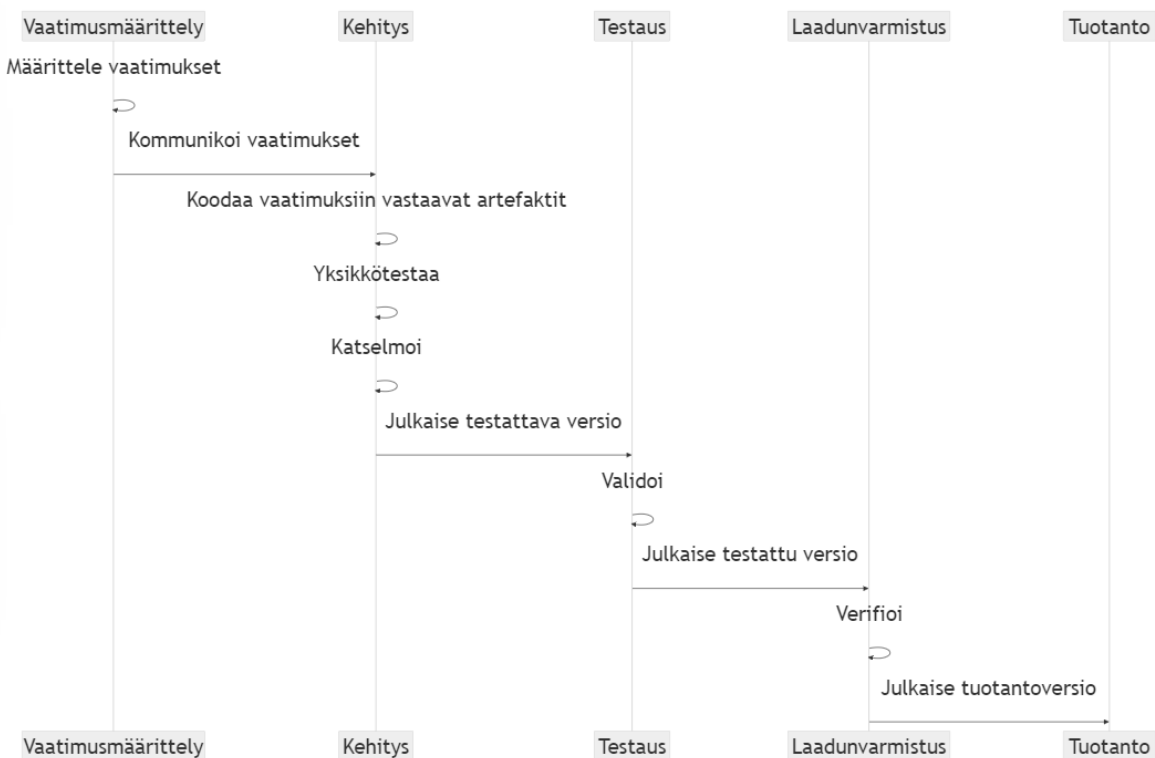 Vaatimusmäärittely Kehitys Testaus Laadunvarmistus Tuotanto
Määrittele vaatimukset
Kommunikoi vaatimukset
Koodaa vaatimuksiin vastaavat artefaktit
Yksikkötestaa
Katselmoi
Julkaise testattava versio
Validoi
Julkaise testattu versio
Verifioi
Julkaise tuotantoversio
Vaatimusmäärittely Kehitys Testaus Laadunvarmistus Tuotanto